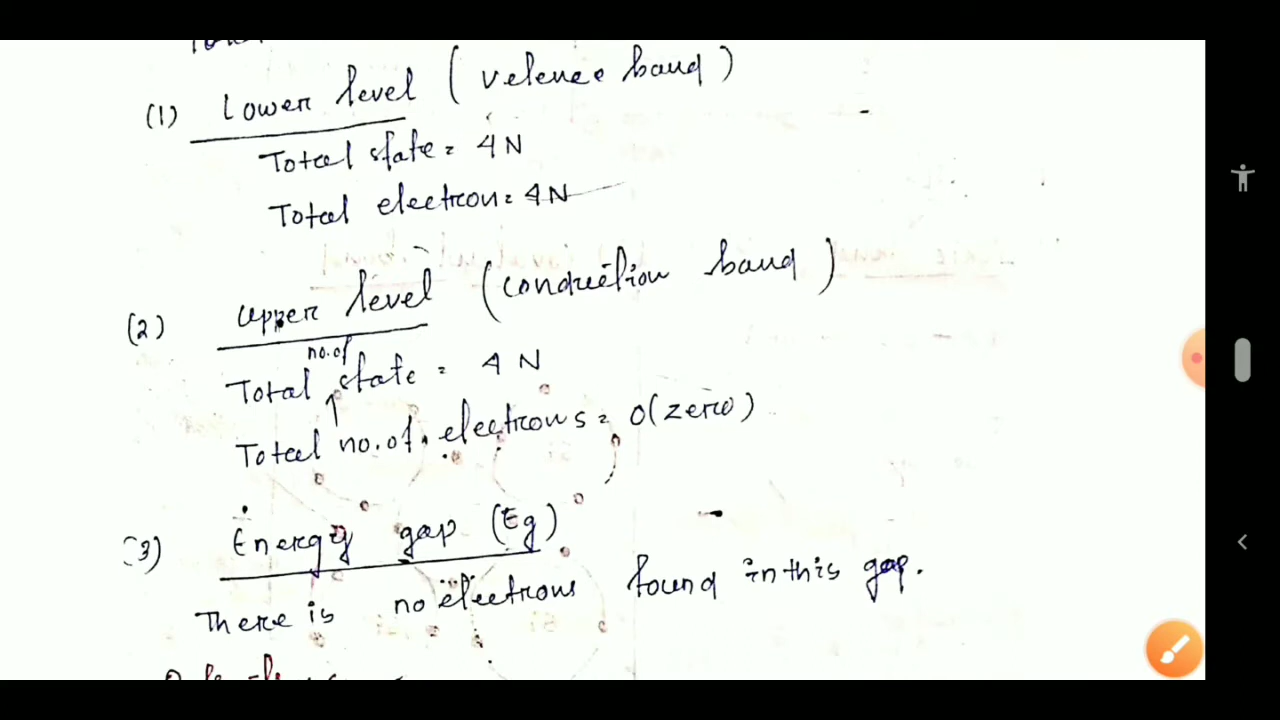 (1) Lower level (velence band)
Total state = 4N
Total electron = 4N
(2) Upper level (conduction band)
no.of
Total state = 4N
Total no.of. electrons = 0(zero)
(3) Energy gap (Eg)
There is no electrons found in this gap.